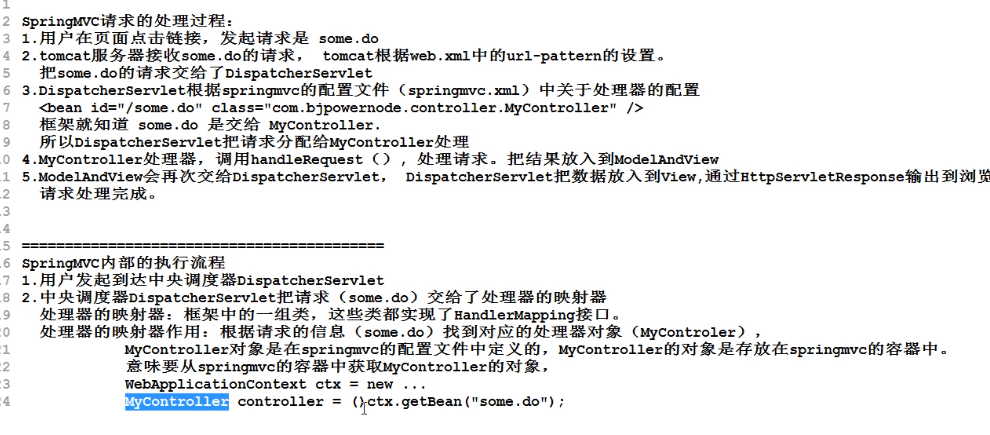 1
2 SpringMVC请求的处理过程：
3 1.用户在页面点击链接，发起请求是 some.do
4 2.tomcat服务器接收some.do的请求， tomcat根据web.xml中的url-pattern的设置。
5 把some.do的请求交给了DispatcherServlet
6 3.DispatcherServlet根据springmvc的配置文件（springmvc.xml）中关于处理器的配置
7 <bean id="/some.do" class="com.bjpowernode.controller.MyController" />
8 框架就知道 some.do 是交给 MyController.
9 所以DispatcherServlet把请求分配给MyController处理
10 4.MyController处理器，调用handleRequest（）, 处理请求。把结果放入到ModelAndView
11 5.ModelAndView会再次交给DispatcherServlet， DispatcherServlet把数据放入到View,通过HttpServletResponse输出到浏览
12 请求处理完成。
13
14
15 ==========================================
16 SpringMVC内部的执行流程
17 1.用户发起到达中央调度器DispatcherServlet
18 2.中央调度器DispatcherServlet把请求（some.do）交给了处理器的映射器
19 处理器的映射器：框架中的一组类，这些类都实现了HandlerMapping接口。
20 处理器的映射器作用：根据请求的信息（some.do）找到对应的处理器对象（MyControler），
21 MyController对象是在springmvc的配置文件中定义的，MyController的对象是存放在springmvc的容器中。
22 意味要从springmvc的容器中获取MyController的对象，
23 WebApplicationContext ctx = new ...
24 MyController controller = ()ctx.getBean("some.do");